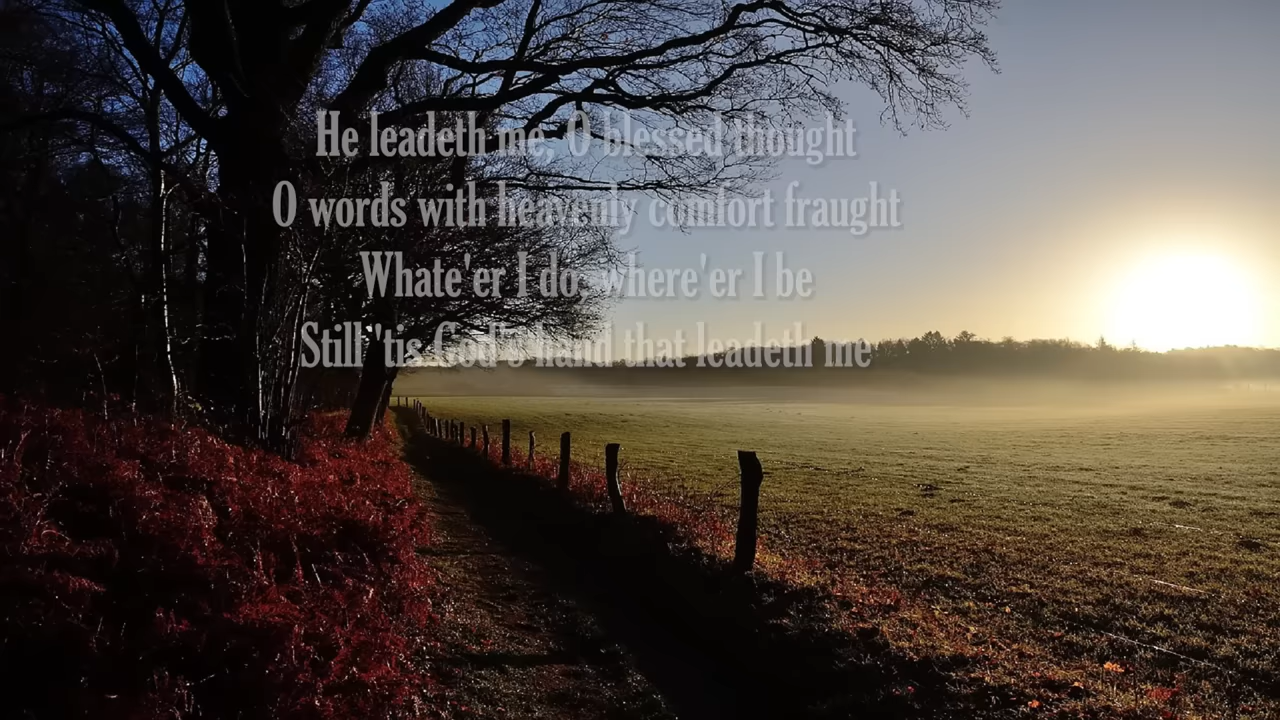 He leadeth me, O blessed thought
O words with heavenly comfort fraught
Whate'er I do, where'er I be
Still 'tis God's hand that leadeth me